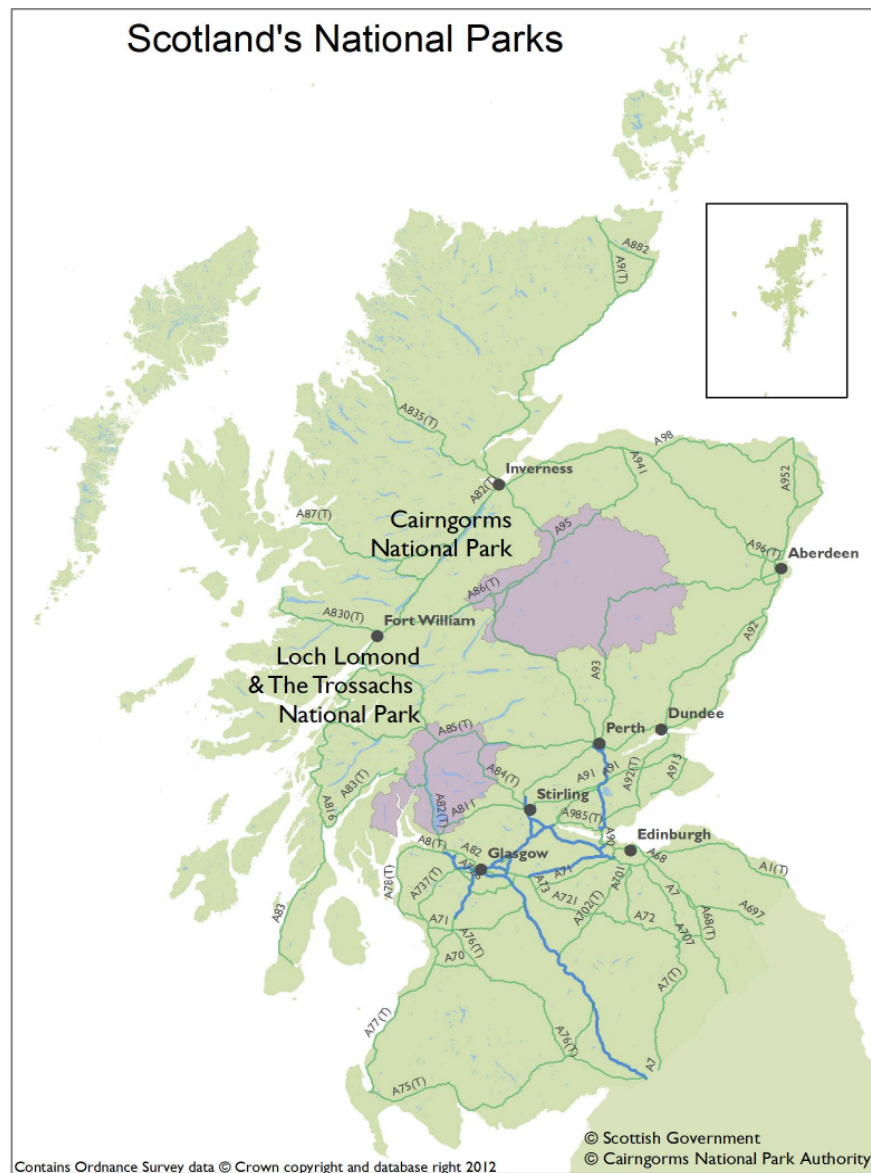 Scotland's National Parks
A882
A9(T)
A835(T)
A98
A941
Inverness
A952
A82(T)
A87(T)
Cairngorms
National Park
A95
A96(T)
Aberdeen
A86(T)
A830(T)
Fort William
A92
Loch Lomond
& The Trossachs
National Park
A93
Dundee
A85(T)
Perth
A84(T)
A91
A91
A92(T)
A915
A83(T)
A816
A82(T)
A811
Stirling
A985(T)
A90
Edinburgh
A8(T)
A82
Glasgow
A71
A68
A1(T)
A78(T)
A737(T)
A73
A721
A702(T)
A701
A7
A72
A68(T)
A697
A707
A83
A71
A76(T)
A70
A7(T)
A77(T)
A76(T)
A7
A75(T)
© Scottish Government
© Cairngorms National Park Authority
Contains Ordnance Survey data © Crown copyright and database right 2012